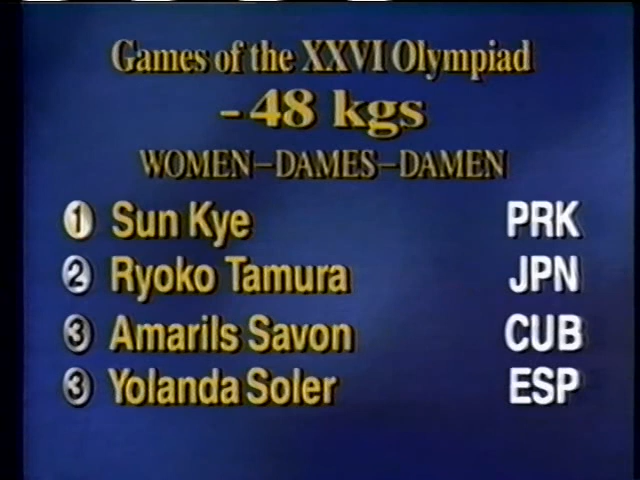 Games of the XXVI Olympiad
- 48 kgs
WOMEN-DAMES-DAMEN
1 Sun Kye PRK
2 Ryoko Tamura JPN
3 Amarils Savon CUB
3 Yolanda Soler ESP